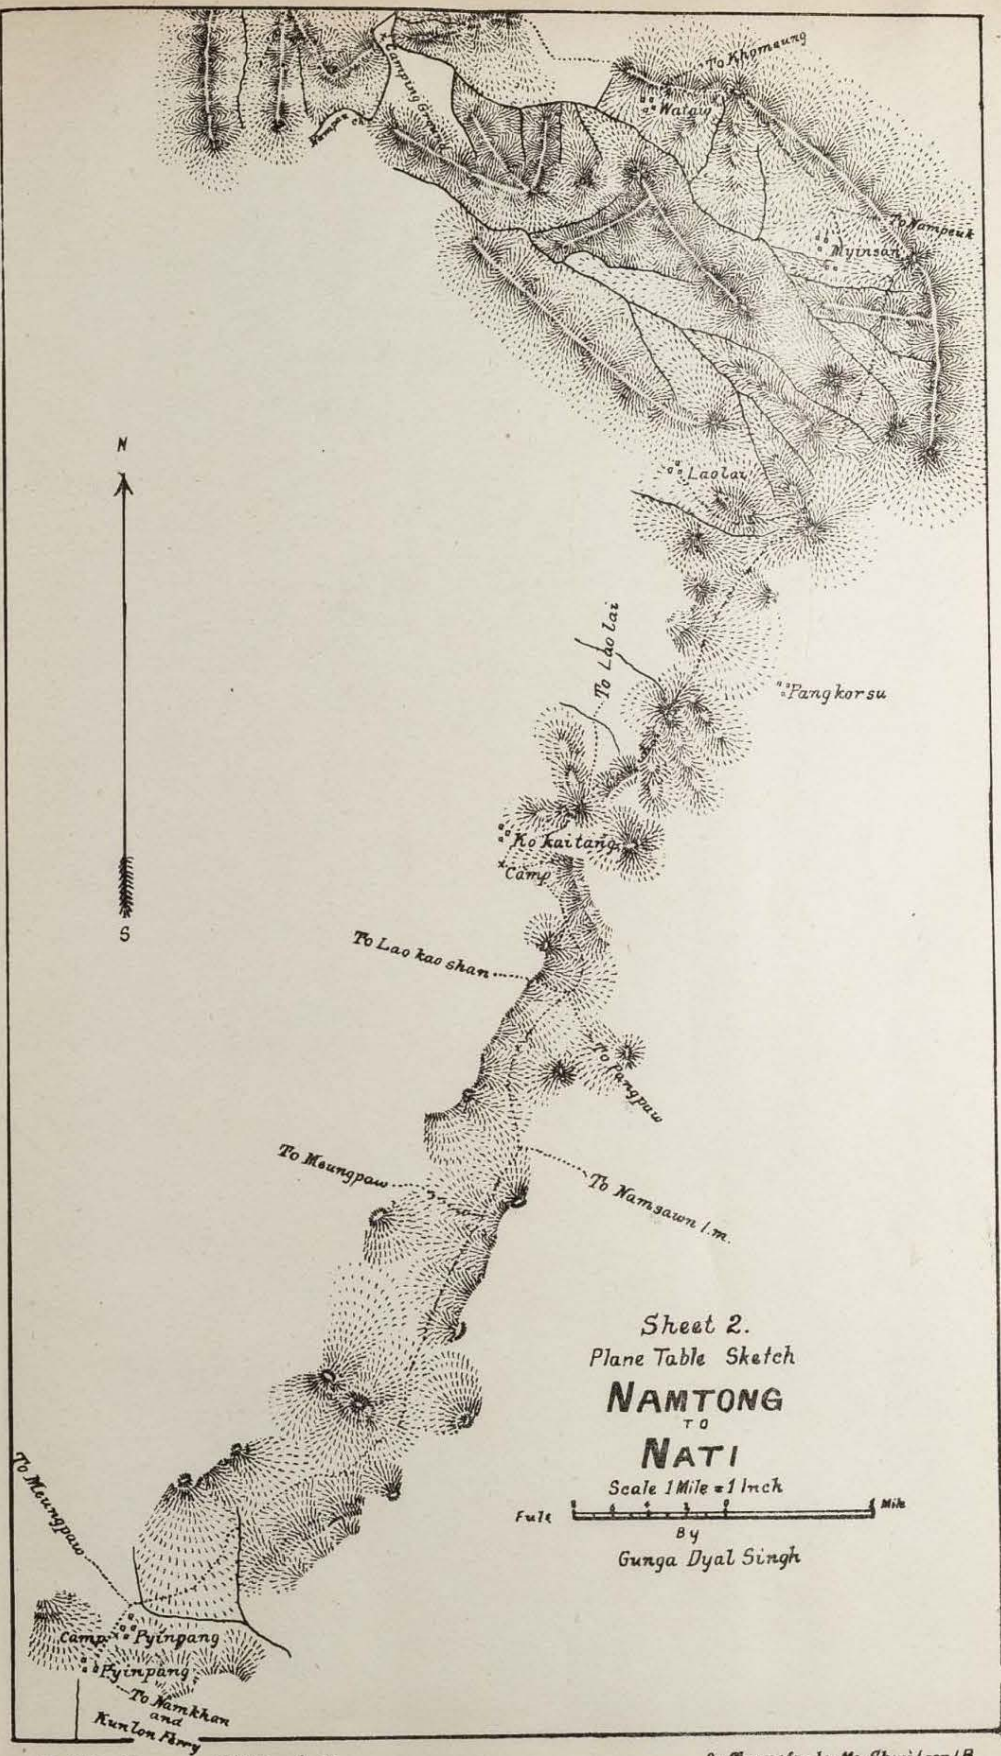 To Khomaung
Camping Ground
Wataw
To Nampeuk
Myinsan
N
Laolai
To Lao lai
Pangkorsu
Ko kaitang
Camp
S
To Lao kao shan
To Pangpaw
To Meungpaw
To Namsawn 1.m.
Sheet 2.
Plane Table Sketch
NAMTONG
TO
NATI
Scale 1 Mile = 1 Inch
Mile
By
Gunga Dyal Singh
To Meungpaw
Camp
Pyinpang
Pyinpang
To Namkhan
and
Kunlon Ferry